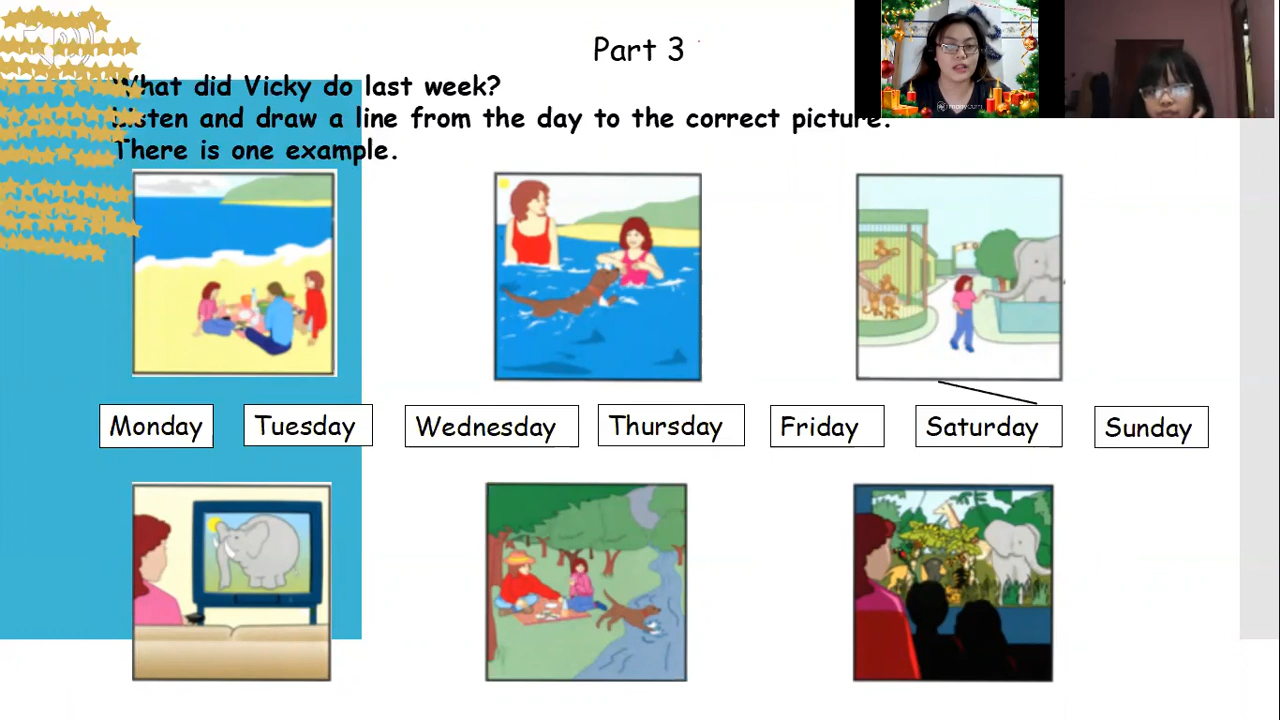 Part 3
What did Vicky do last week?
Listen and draw a line from the day to the correct picture.
There is one example.
Monday Tuesday Wednesday Thursday Friday Saturday Sunday